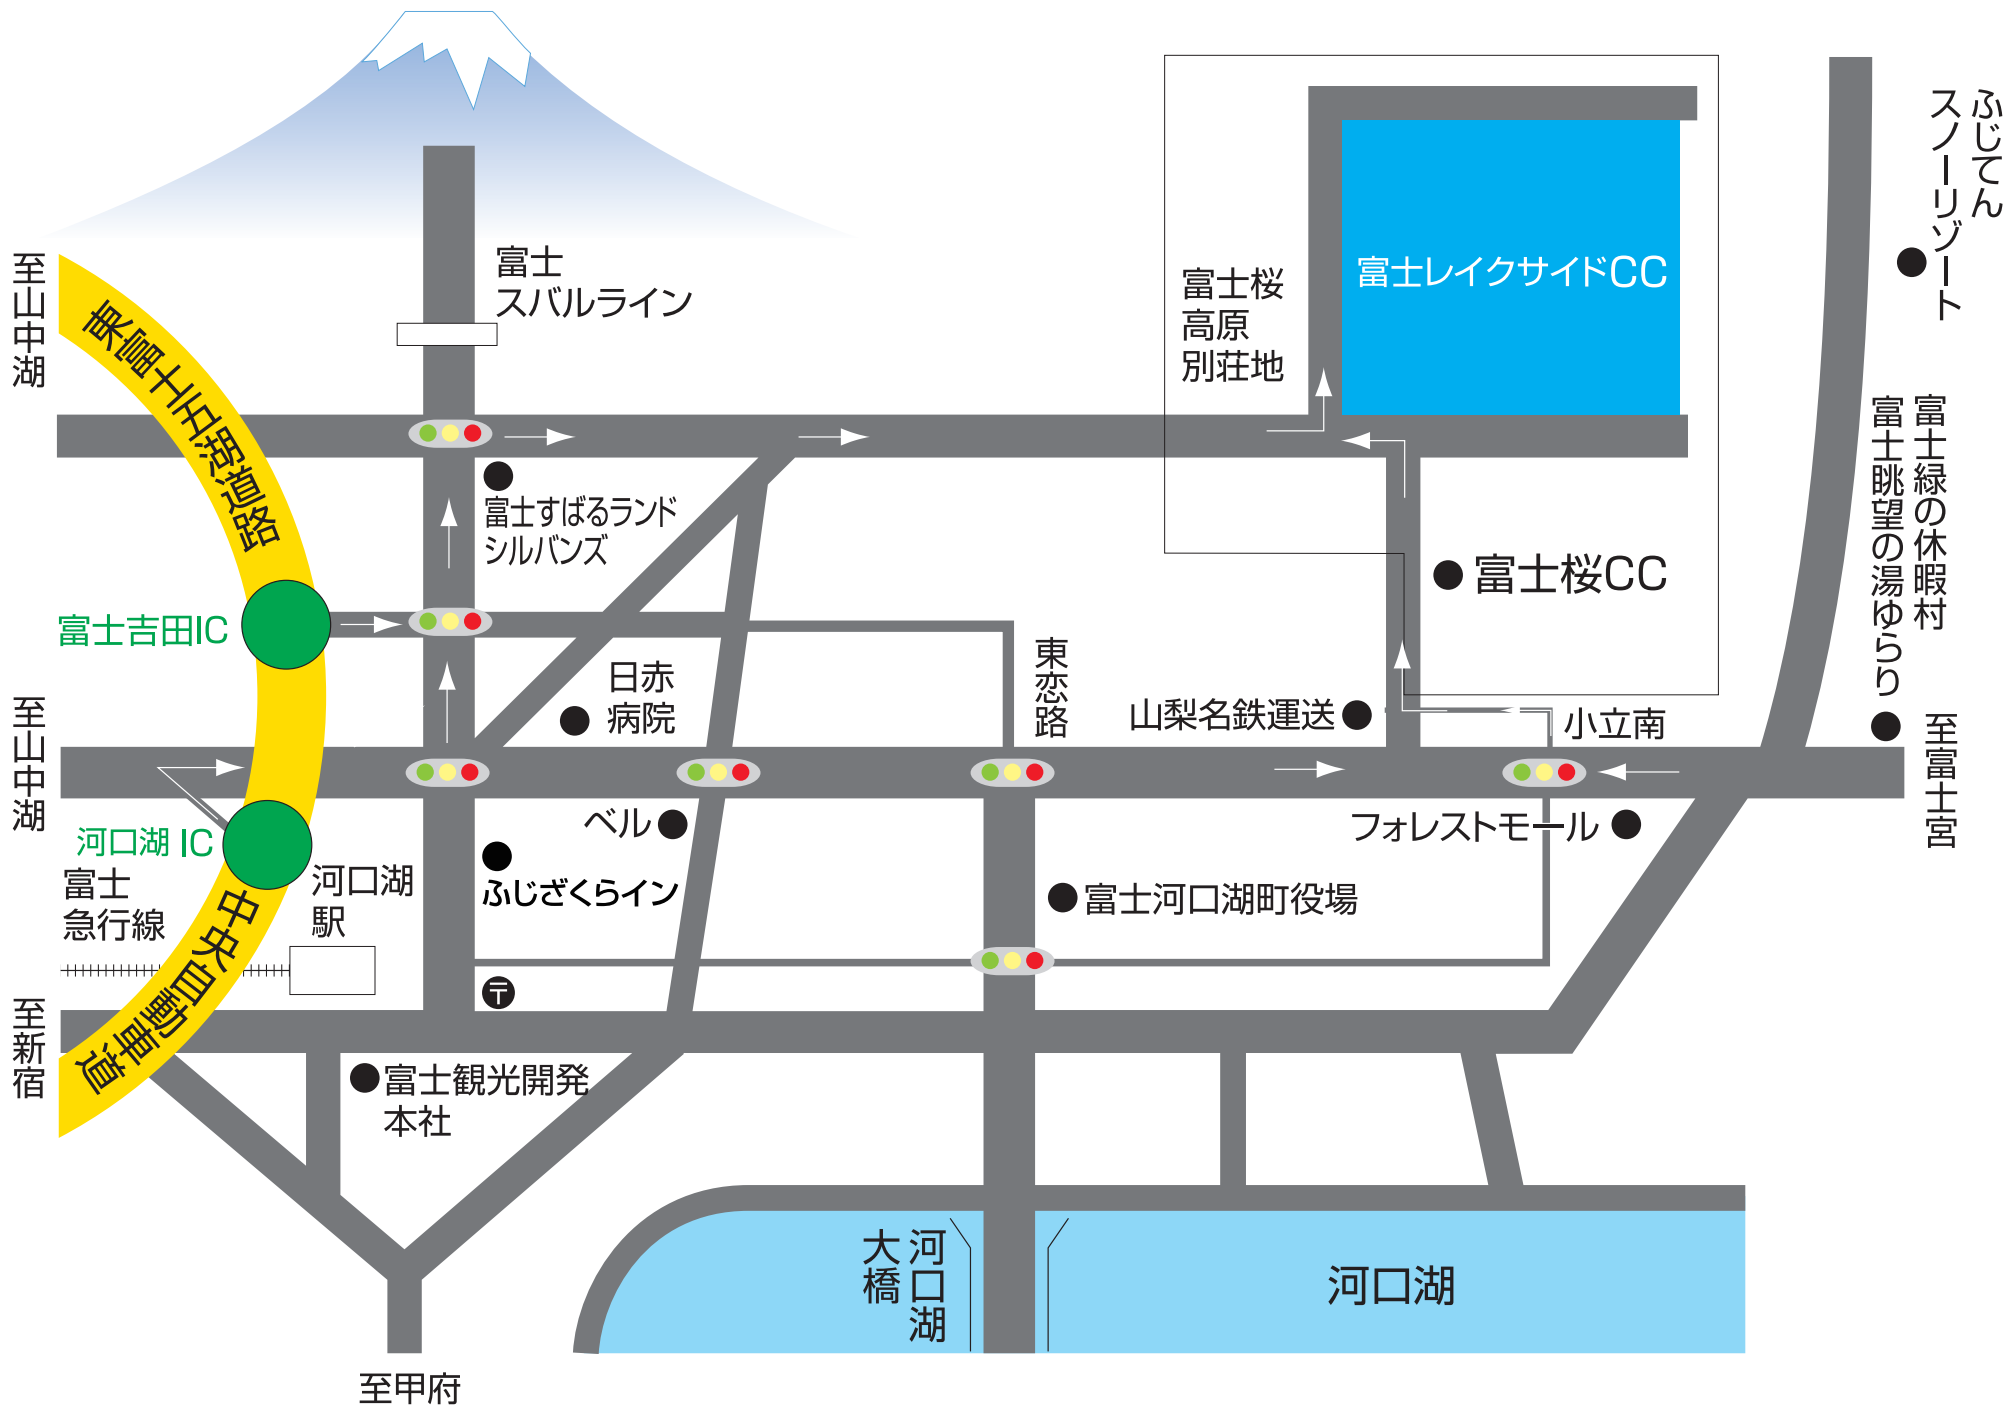 富士
スバルライン
至山中湖
東富士五湖道路
富士桜
高原
別荘地
富士レイクサイドCC
ふじてん
スノーリゾート
富士すばるランド
シルバンズ
富士緑の休暇村
富士眺望の湯ゆらり
富士桜CC
富士吉田IC
日赤
病院
東恋路
山梨名鉄運送
小立南
至富士宮
至山中湖
河口湖 IC
ベル
フォレストモール
富士
急行線
河口湖
駅
ふじざくらイン
富士河口湖町役場
中央自動車道
〒
至新宿
富士観光開発
本社
河口湖
大橋
河口湖
至甲府